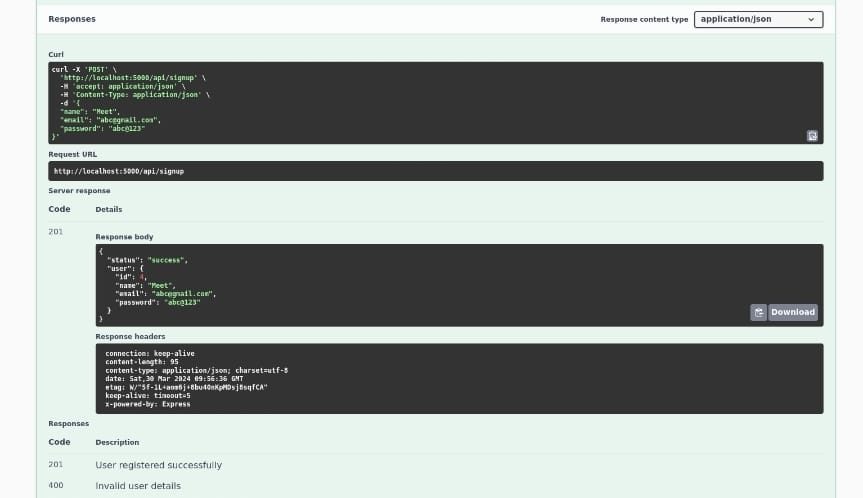 Responses
Response content type
application/json
Curl
curl -X 'POST' \
'http://localhost:5000/api/signup' \
-H 'accept: application/json' \
-H 'Content-Type: application/json' \
-d '{
"name": "Meet",
"email": "abc@gmail.com",
"password": "abc@123"
}'
Request URL
http://localhost:5000/api/signup
Server response
Code Details
201
Response body
{
"status": "success",
"user": {
"id": 4,
"name": "Meet",
"email": "abc@gmail.com",
"password": "abc@123"
}
}
Download
Response headers
connection: keep-alive
content-length: 95
content-type: application/json; charset=utf-8
date: Sat,30 Mar 2024 09:56:36 GMT
etag:
keep-alive: timeout=5
x-powered-by: Express
Responses
Code Description
201 User registered successfully
400 Invalid user details